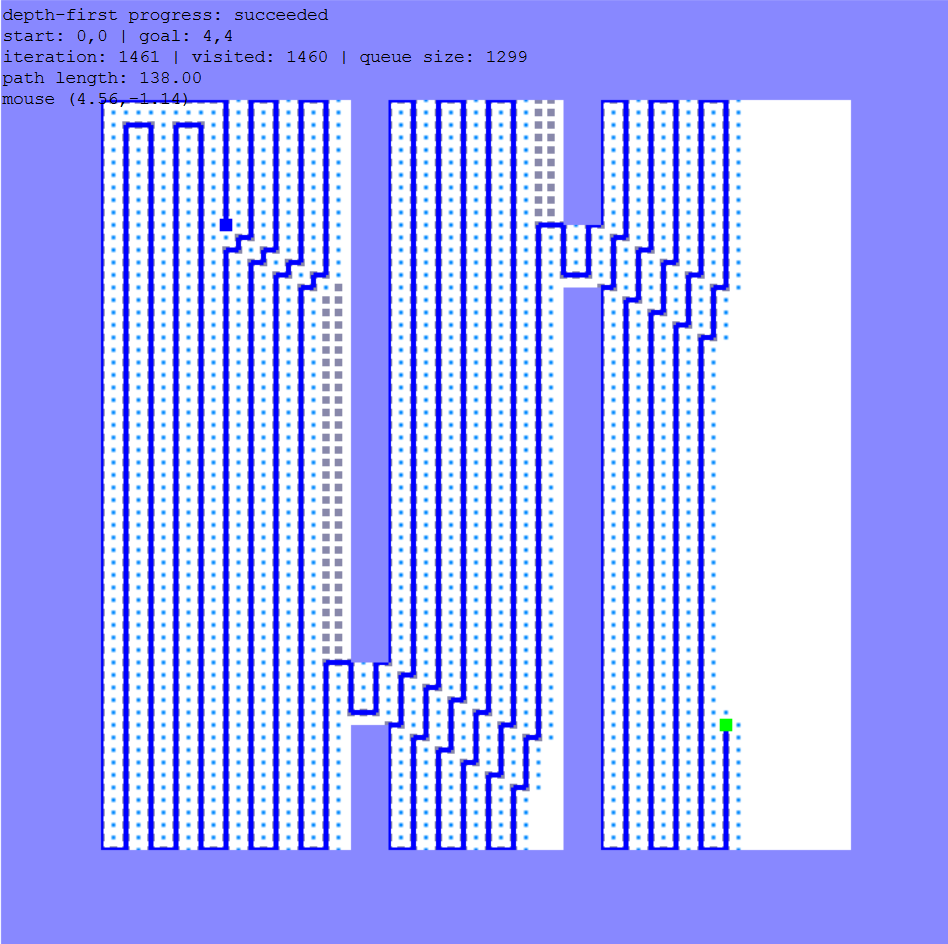 depth-first progress: succeeded
start: 0,0 | goal: 4,4
iteration: 1461 | visited: 1460 | queue size: 1299
path length: 138.00
mouse (4.56,-1.14)